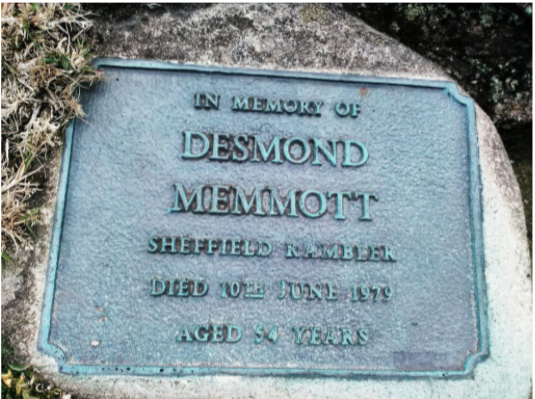 IN MEMORY OF
DESMOND
MEMMOTT
SHEFFIELD RAMBLER
DIED 10TH JUNE 1979
AGED 54 YEARS